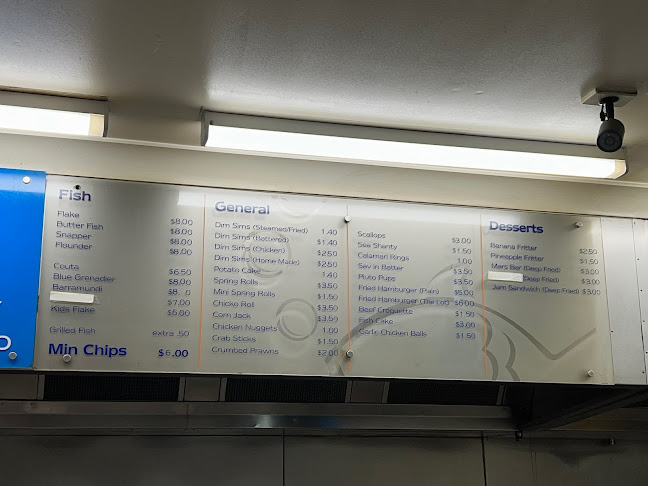 Fish
Flake $8.00
Butter Fish $8.00
Snapper $8.00
Flounder $8.00
Couta $6.50
Blue Grenadier $8.00
Barramundi $8. 0
$7.00
Kids Flake $5.00
Grilled Fish extra .50
Min Chips $6.00
General
Dim Sims (Steamed/Fried) 1.40
Dim Sims (Battered) $1.40
Dim Sims (Chicken) $2.50
Dim Sims (Home Made) $2.50
Potato Cake 1.40
Spring Rolls $3.50
Mini Spring Rolls $1.50
Chicko Roll $3.50
Corn Jack $3.50
Chicken Nuggets 1.00
Crab Sticks $1.50
Crumbed Prawns $2.00
Scallops $3.00
Sea Shanty $1.50
Calamari Rings 1.00
Sav in Batter $3.50
Pluto Pups $3.50
Fried Hamburger (Plain) $5.00
Fried Hamburger (The Lot) $6.00
Beef Croquette $1.50
Fish Cake $3.00
Garlic Chicken Balls $1.50
Desserts
Banana Fritter $2.50
Pineapple Fritter $1.50
Mars Bar (Deep Fried) $3.00
(Deep Fried) $3.00
Jam Sandwich (Deep Fried) $3.00